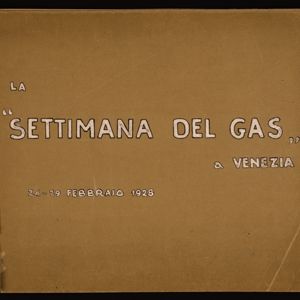 LA
"SETTIMANA DEL GAS„
a VENEZIA
24-29 FEBBRAIO 1928